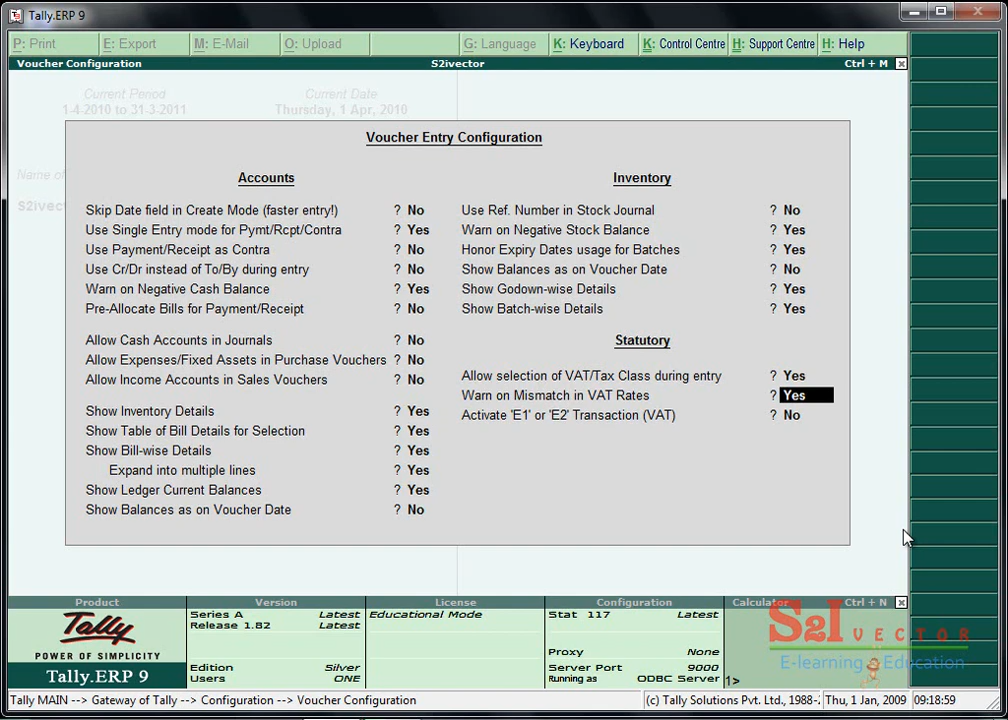 Tally.ERP 9
P: Print
E: Export
M: E-Mail
O: Upload
G: Language
K: Keyboard
K: Control Centre
H: Support Centre
H: Help
Voucher Configuration
S2ivector
Ctrl + M
Current Period
Current Date
1-4-2010 to 31-3-2011
Thursday, 1 Apr, 2010
Name of
S2ivect
Voucher Entry Configuration
Accounts
Skip Date field in Create Mode (faster entry!) ? No
Use Single Entry mode for Pymt/Rcpt/Contra ? Yes
Use Payment/Receipt as Contra ? No
Use Cr/Dr instead of To/By during entry ? No
Warn on Negative Cash Balance ? Yes
Pre-Allocate Bills for Payment/Receipt ? No
Allow Cash Accounts in Journals ? No
Allow Expenses/Fixed Assets in Purchase Vouchers ? No
Allow Income Accounts in Sales Vouchers ? No
Show Inventory Details ? Yes
Show Table of Bill Details for Selection ? Yes
Show Bill-wise Details ? Yes
Expand into multiple lines ? Yes
Show Ledger Current Balances ? Yes
Show Balances as on Voucher Date ? No
Inventory
Use Ref. Number in Stock Journal ? No
Warn on Negative Stock Balance ? Yes
Honor Expiry Dates usage for Batches ? Yes
Show Balances as on Voucher Date ? No
Show Godown-wise Details ? Yes
Show Batch-wise Details ? Yes
Statutory
Allow selection of VAT/Tax Class during entry ? Yes
Warn on Mismatch in VAT Rates ? Yes
Activate 'E1' or 'E2' Transaction (VAT) ? No
Product
Tally
POWER OF SIMPLICITY
Tally.ERP 9
Version
Series A Latest
Release 1.82 Latest
Edition Silver
Users ONE
License
Educational Mode
Configuration
Stat 117 Latest
Proxy None
Server Port 9000
Running as ODBC Server
Calculator Ctrl + N
1>
S2I VECTOR
E-learning Education
Tally MAIN --> Gateway of Tally --> Configuration --> Voucher Configuration
(c) Tally Solutions Pvt. Ltd., 1988-
Thu, 1 Jan, 2009
09:18:59